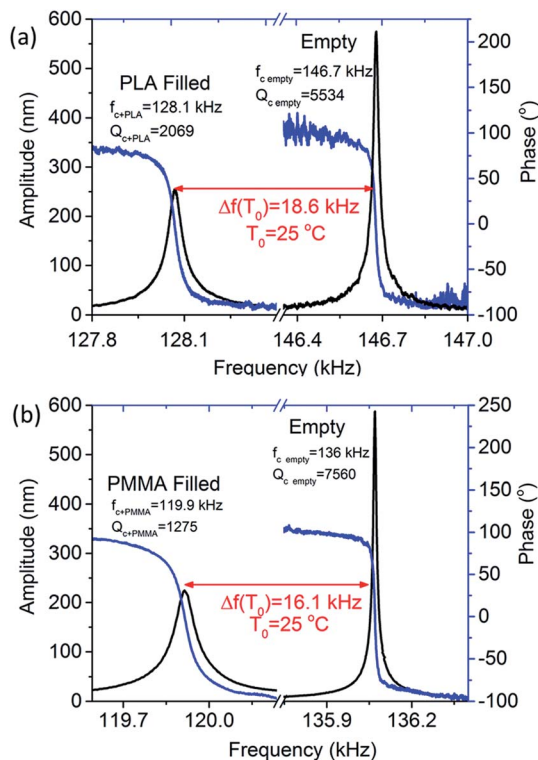 (a)
600
500
400
300
200
100
0
Amplitude (nm)
PLA Filled
fc+PLA=128.1 kHz
Qc+PLA=2069
Empty
fc empty=146.7 kHz
Qc empty=5534
Δf(T0)=18.6 kHz
T0=25 °C
200
150
100
50
0
-50
-100
Phase (°)
127.8 128.1 146.4 146.7 147.0
Frequency (kHz)
(b)
600
500
400
300
200
100
0
Amplitude (nm)
PMMA Filled
fc+PMMA=119.9 kHz
Qc+PMMA=1275
Empty
fc empty=136 kHz
Qc empty=7560
Δf(T0)=16.1 kHz
T0=25 °C
250
200
150
100
50
0
-50
-100
Phase (°)
119.7 120.0 135.9 136.2
Frequency (kHz)